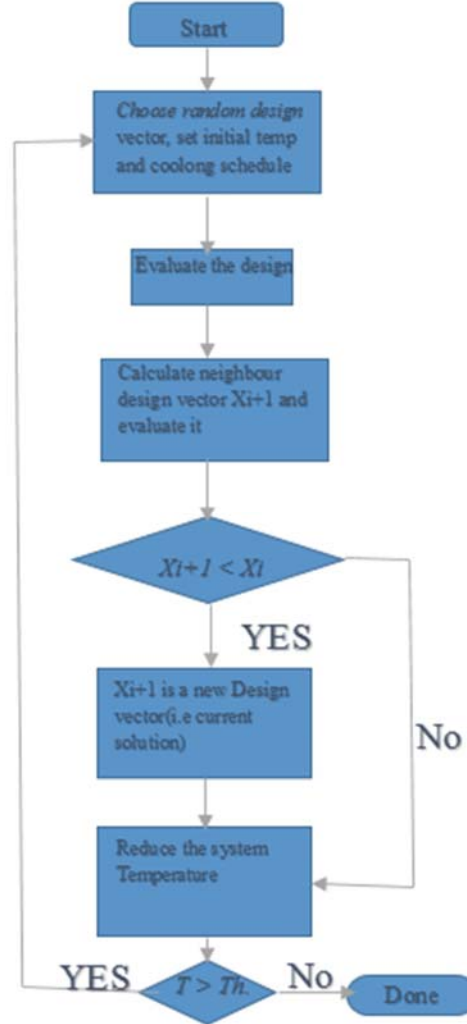 Start
Choose random design
vector, set initial temp
and coolong schedule
Evaluate the design
Calculate neighbour
design vector Xi+1 and
evaluate it
Xi+1 < Xi
YES
Xi+1 is a new Design
vector(i.e current
solution)
No
Reduce the system
Temperature
YES
T > Th.
No
Done